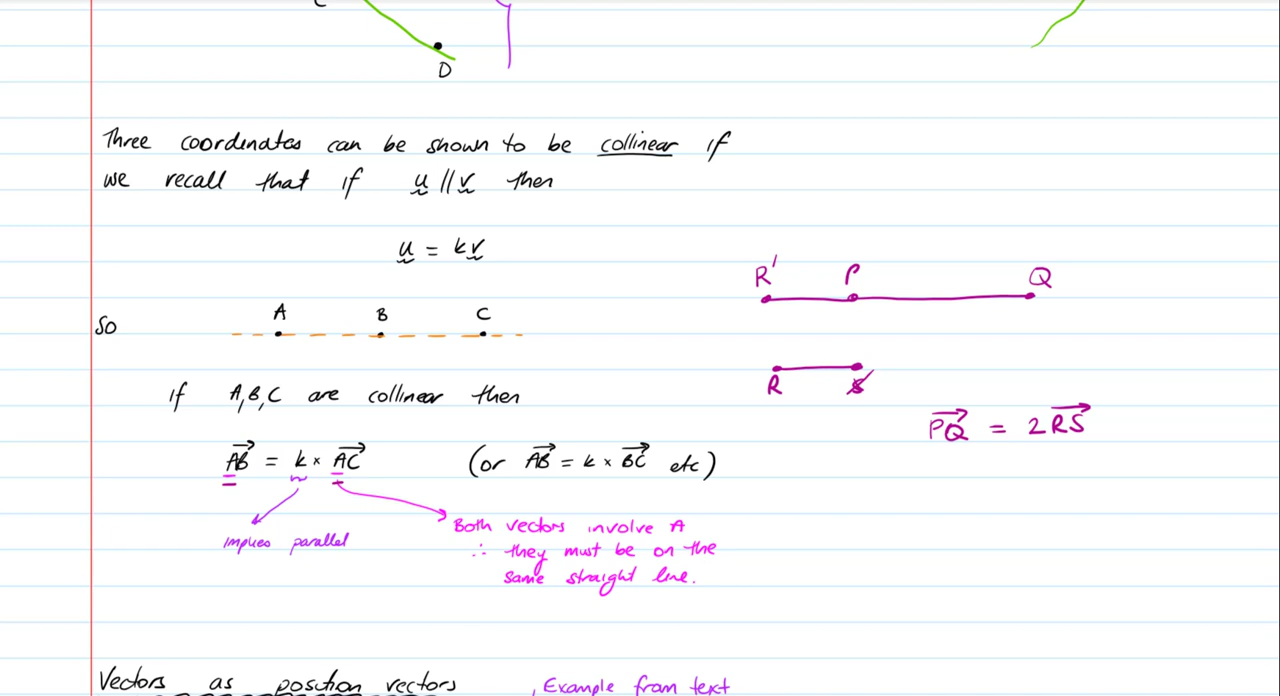 D
Three coordinates can be shown to be collinear if
we recall that if u // v then
u = kv
R' P Q
So A B C
R S
if A,B,C are collinear then
PQ = 2RS
AB = k × AC (or AB = k × BC etc)
implies parallel
Both vectors involve A
∴ they must be on the
same straight line.
Vectors as position vectors , Example from text